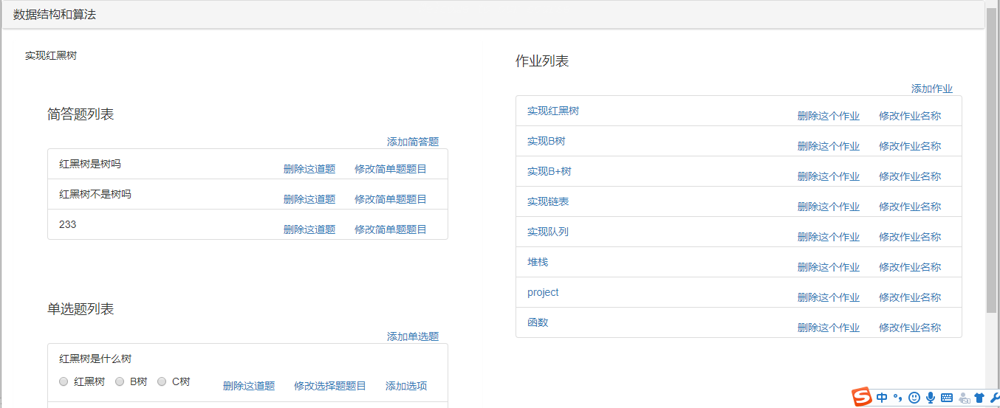 数据结构和算法
实现红黑树
简答题列表
添加简答题
红黑树是树吗 删除这道题 修改简单题题目
红黑树不是树吗 删除这道题 修改简单题题目
233 删除这道题 修改简单题题目
单选题列表
添加单选题
红黑树是什么树
红黑树 B树 C树 删除这道题 修改选择题题目 添加选项
作业列表
添加作业
实现红黑树 删除这个作业 修改作业名称
实现B树 删除这个作业 修改作业名称
实现B+树 删除这个作业 修改作业名称
实现链表 删除这个作业 修改作业名称
实现队列 删除这个作业 修改作业名称
堆栈 删除这个作业 修改作业名称
project 删除这个作业 修改作业名称
函数 删除这个作业 修改作业名称
中